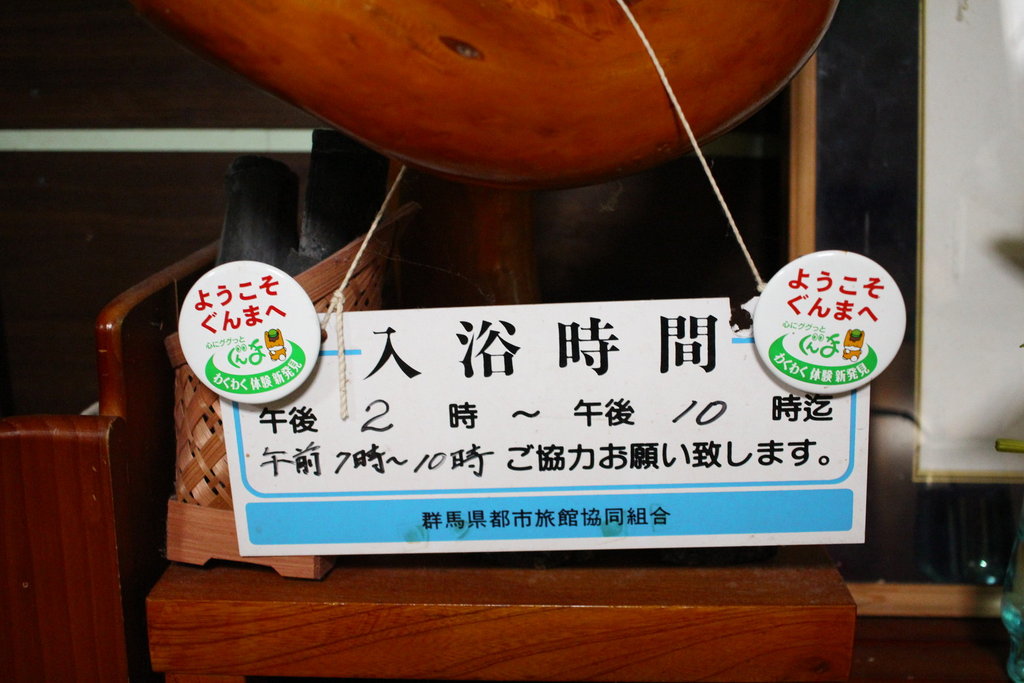 入浴時間
午後 2 時 ～ 午後 10 時迄
午前 7時～10時 ご協力お願い致します。
群馬県都市旅館協同組合
ようこそ
ぐんまへ
心にググっと
ぐんま
わくわく 体験 新発見
ようこそ
ぐんまへ
心にググっと
ぐんま
わくわく 体験 新発見